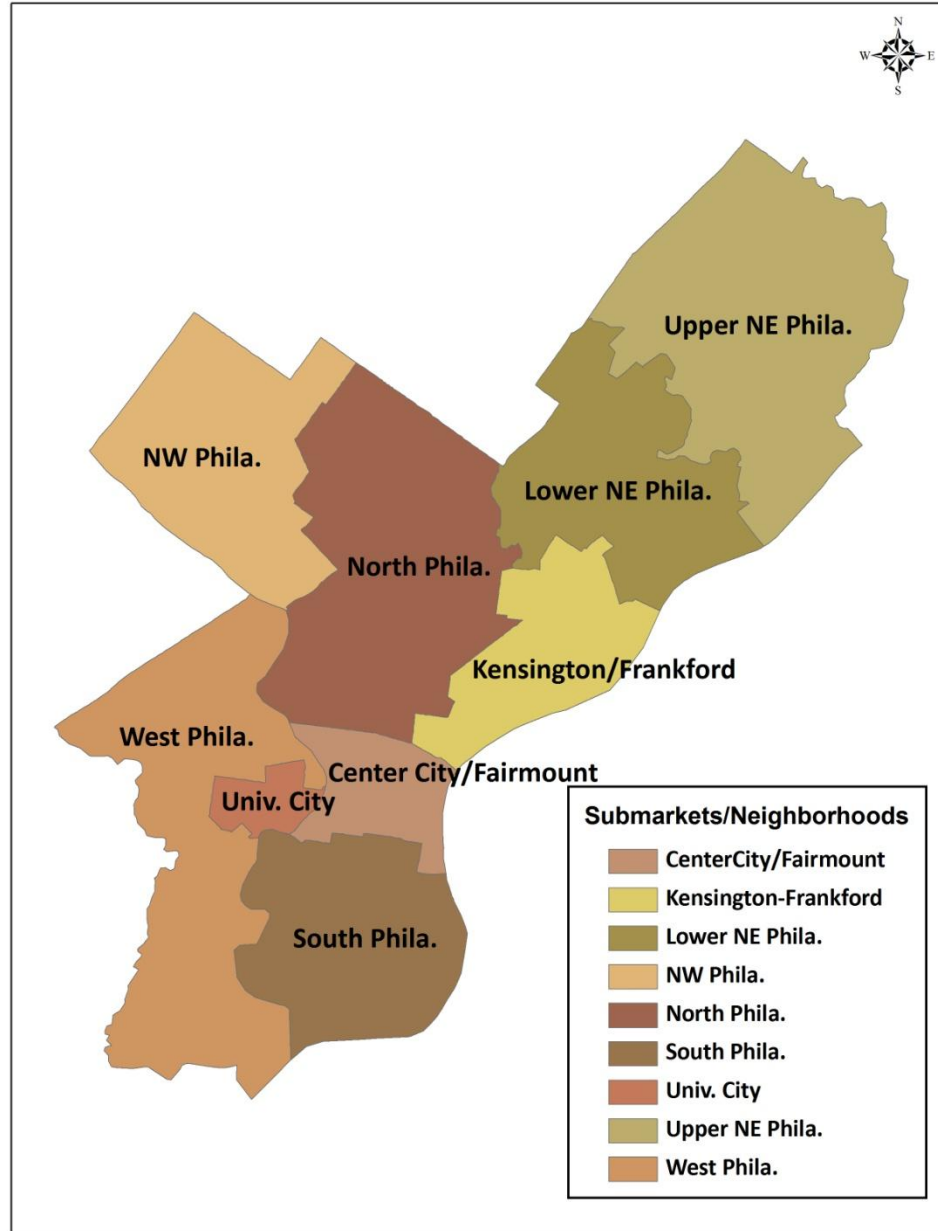 N
W E
S
Upper NE Phila.
NW Phila.
Lower NE Phila.
North Phila.
Kensington/Frankford
West Phila.
Center City/Fairmount
Univ. City
South Phila.
Submarkets/Neighborhoods
CenterCity/Fairmount
Kensington-Frankford
Lower NE Phila.
NW Phila.
North Phila.
South Phila.
Univ. City
Upper NE Phila.
West Phila.